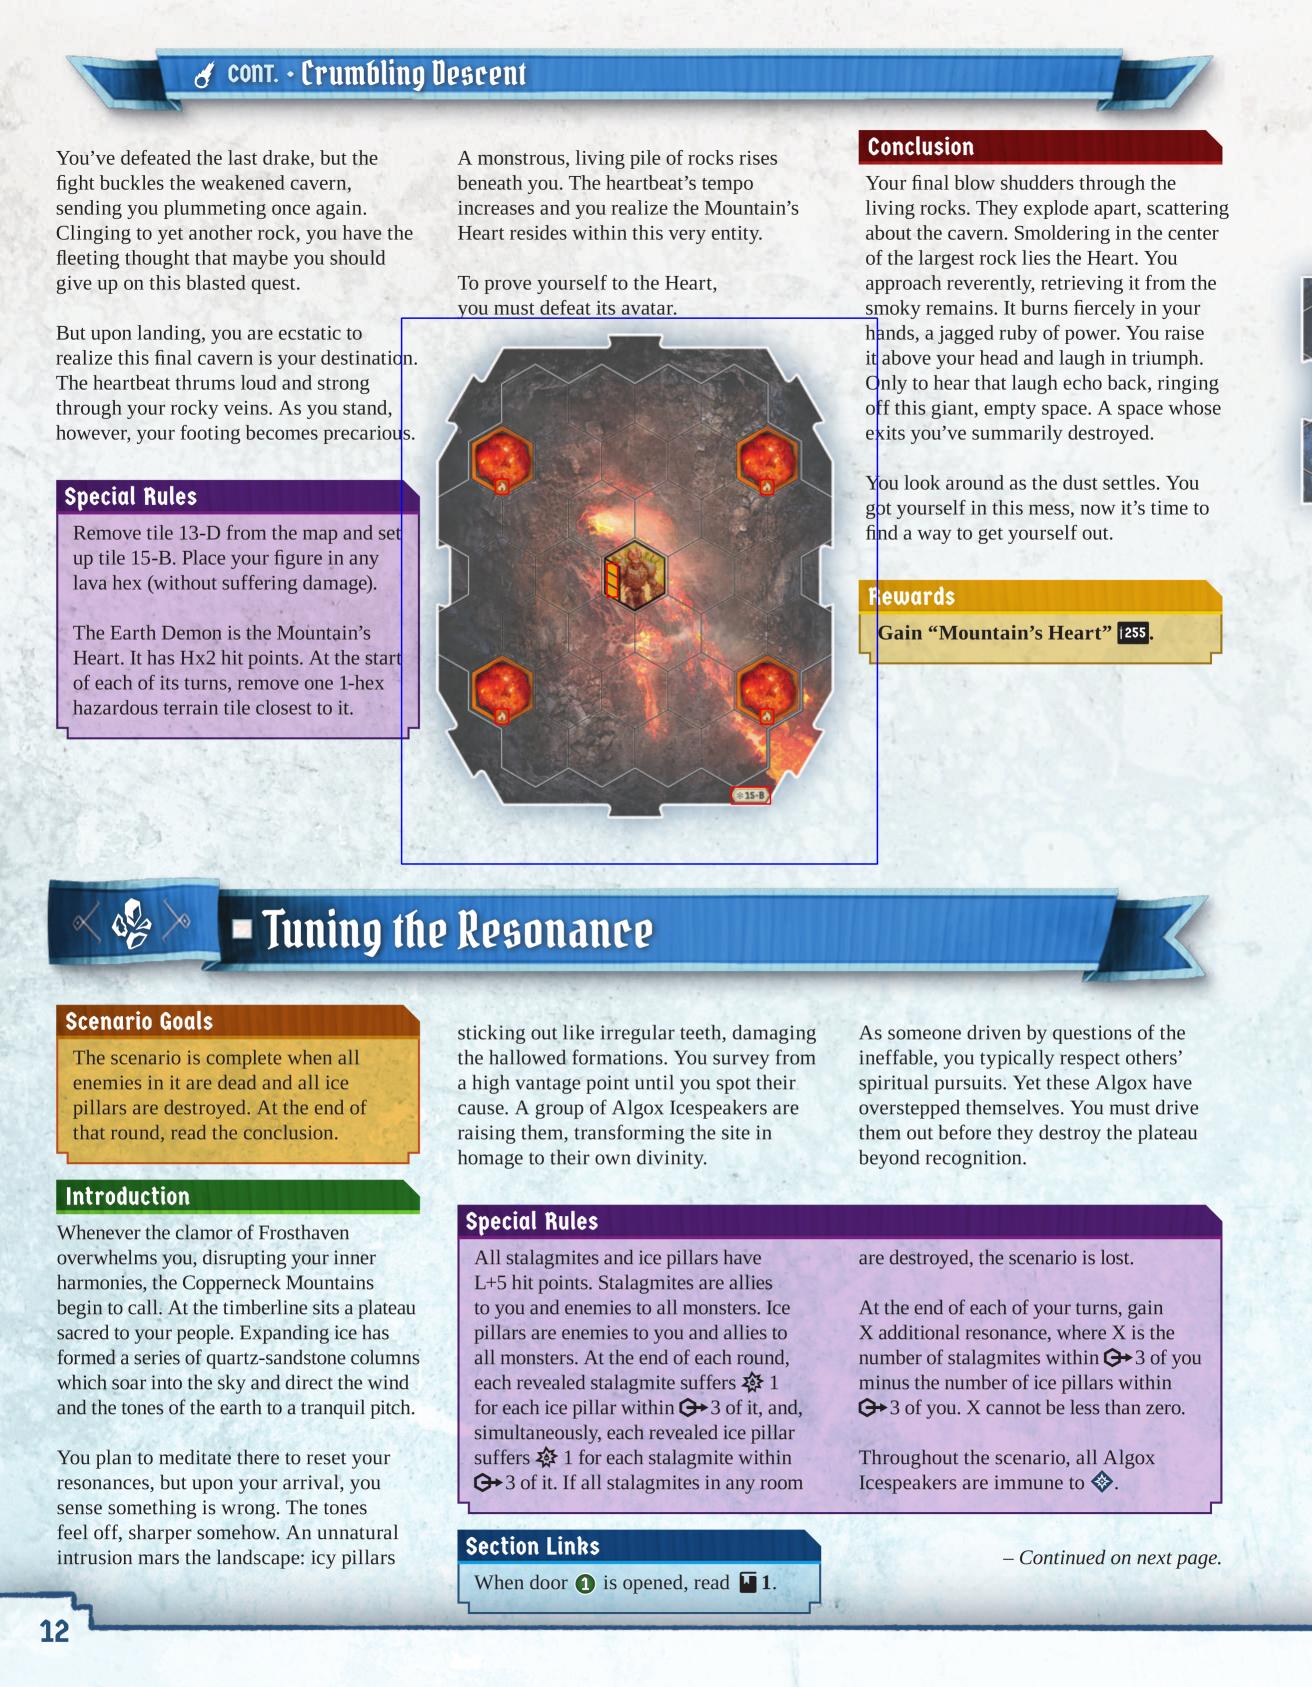 CONT. · Crumbling Descent
You’ve defeated the last drake, but the
fight buckles the weakened cavern,
sending you plummeting once again.
Clinging to yet another rock, you have the
fleeting thought that maybe you should
give up on this blasted quest.
But upon landing, you are ecstatic to
realize this final cavern is your destination.
The heartbeat thrums loud and strong
through your rocky veins. As you stand,
however, your footing becomes precarious.
Special Rules
Remove tile 13-D from the map and set
up tile 15-B. Place your figure in any
lava hex (without suffering damage).
The Earth Demon is the Mountain’s
Heart. It has Hx2 hit points. At the start
of each of its turns, remove one 1-hex
hazardous terrain tile closest to it.
A monstrous, living pile of rocks rises
beneath you. The heartbeat’s tempo
increases and you realize the Mountain’s
Heart resides within this very entity.
To prove yourself to the Heart,
you must defeat its avatar.
15-B
Conclusion
Your final blow shudders through the
living rocks. They explode apart, scattering
about the cavern. Smoldering in the center
of the largest rock lies the Heart. You
approach reverently, retrieving it from the
smoky remains. It burns fiercely in your
hands, a jagged ruby of power. You raise
it above your head and laugh in triumph.
Only to hear that laugh echo back, ringing
off this giant, empty space. A space whose
exits you’ve summarily destroyed.
You look around as the dust settles. You
got yourself in this mess, now it’s time to
find a way to get yourself out.
Rewards
Gain “Mountain’s Heart” 255.
Tuning the Resonance
Scenario Goals
The scenario is complete when all
enemies in it are dead and all ice
pillars are destroyed. At the end of
that round, read the conclusion.
Introduction
Whenever the clamor of Frosthaven
overwhelms you, disrupting your inner
harmonies, the Copperneck Mountains
begin to call. At the timberline sits a plateau
sacred to your people. Expanding ice has
formed a series of quartz-sandstone columns
which soar into the sky and direct the wind
and the tones of the earth to a tranquil pitch.
You plan to meditate there to reset your
resonances, but upon your arrival, you
sense something is wrong. The tones
feel off, sharper somehow. An unnatural
intrusion mars the landscape: icy pillars
sticking out like irregular teeth, damaging
the hallowed formations. You survey from
a high vantage point until you spot their
cause. A group of Algox Icespeakers are
raising them, transforming the site in
homage to their own divinity.
As someone driven by questions of the
ineffable, you typically respect others’
spiritual pursuits. Yet these Algox have
overstepped themselves. You must drive
them out before they destroy the plateau
beyond recognition.
Special Rules
All stalagmites and ice pillars have
L+5 hit points. Stalagmites are allies
to you and enemies to all monsters. Ice
pillars are enemies to you and allies to
all monsters. At the end of each round,
each revealed stalagmite suffers 1
for each ice pillar within 3 of it, and,
simultaneously, each revealed ice pillar
suffers 1 for each stalagmite within
3 of it. If all stalagmites in any room
are destroyed, the scenario is lost.
At the end of each of your turns, gain
X additional resonance, where X is the
number of stalagmites within 3 of you
minus the number of ice pillars within
3 of you. X cannot be less than zero.
Throughout the scenario, all Algox
Icespeakers are immune to .
Section Links
When door 1 is opened, read 1.
– Continued on next page.
12